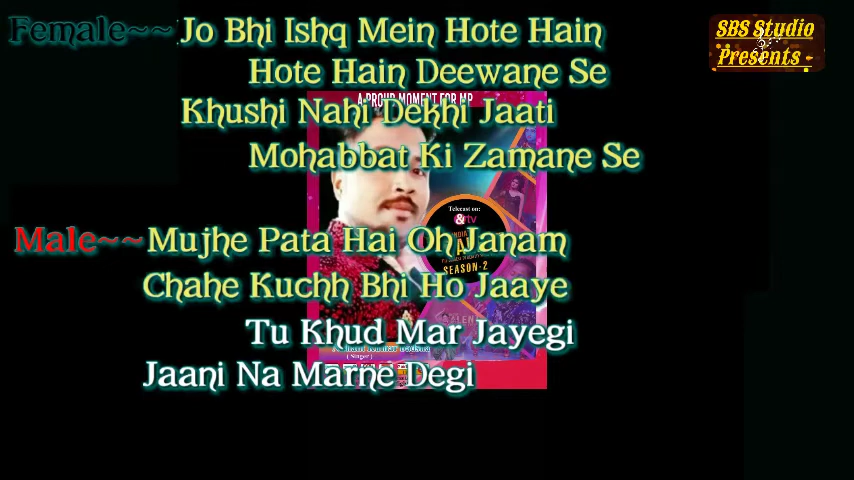 Female~~Jo Bhi Ishq Mein Hote Hain
SBS Studio
Presents -
Hote Hain Deewane Se
A PROUD MOMENT FOR MP
Khushi Nahi Dekhi Jaati
Mohabbat Ki Zamane Se
Telecast on:
&tv
Male~~Mujhe Pata Hai Oh Janam
SEASON-2
Chahe Kuchh Bhi Ho Jaaye
Tu Khud Mar Jayegi
( Singer )
Jaani Na Marne Degi